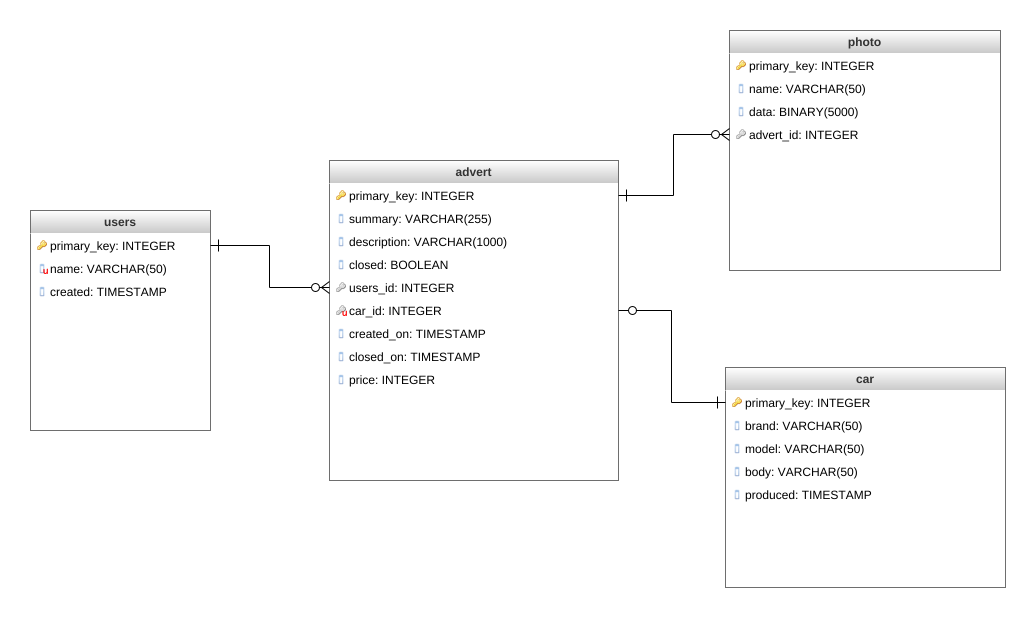 users
primary_key: INTEGER
name: VARCHAR(50)
created: TIMESTAMP
advert
primary_key: INTEGER
summary: VARCHAR(255)
description: VARCHAR(1000)
closed: BOOLEAN
users_id: INTEGER
car_id: INTEGER
created_on: TIMESTAMP
closed_on: TIMESTAMP
price: INTEGER
photo
primary_key: INTEGER
name: VARCHAR(50)
data: BINARY(5000)
advert_id: INTEGER
car
primary_key: INTEGER
brand: VARCHAR(50)
model: VARCHAR(50)
body: VARCHAR(50)
produced: TIMESTAMP